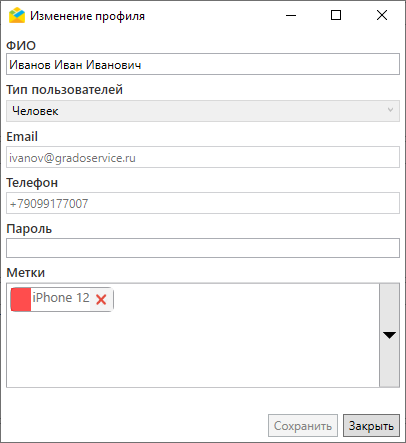 Изменение профиля
ФИО
Иванов Иван Иванович
Тип пользователей
Человек
Email
ivanov@gradoservice.ru
Телефон
+79099177007
Пароль
Метки
iPhone 12
Сохранить Закрыть